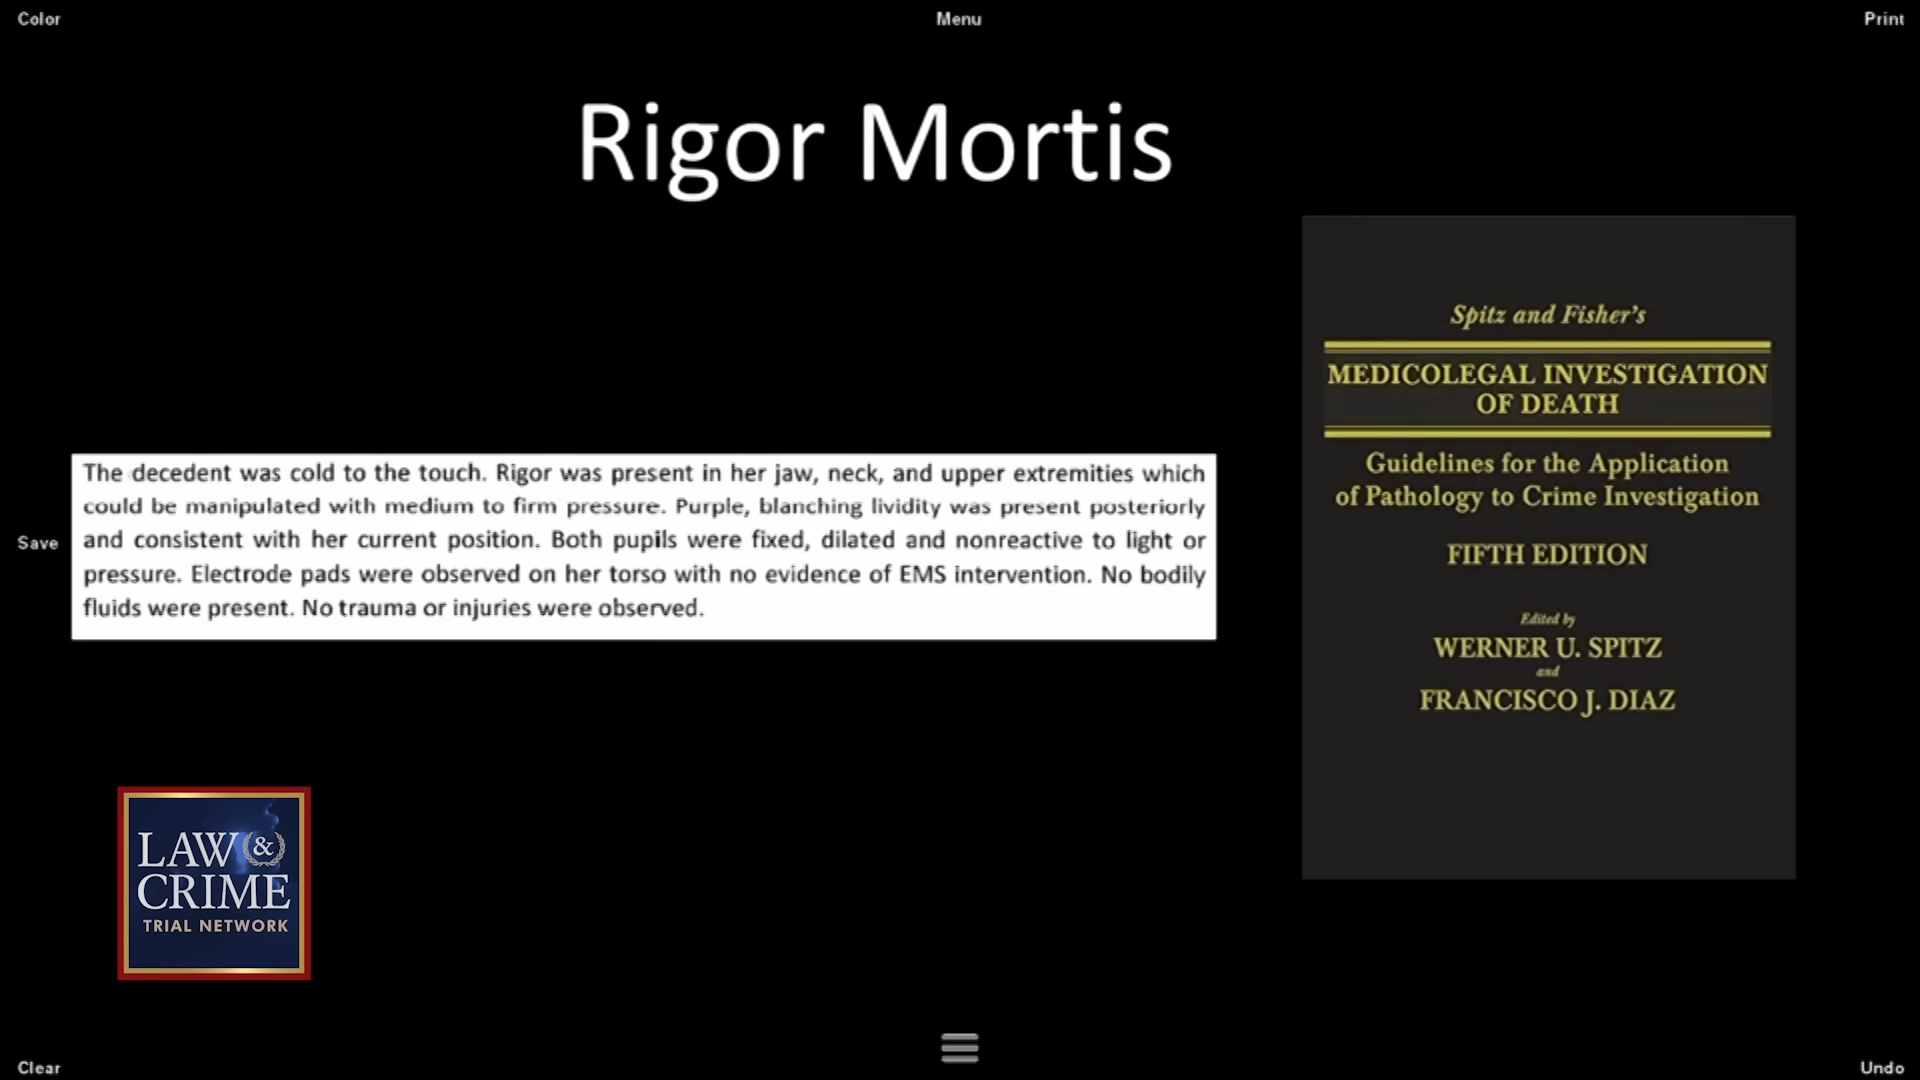 Color
Menu
Print
Rigor Mortis
The decedent was cold to the touch. Rigor was present in her jaw, neck, and upper extremities which
could be manipulated with medium to firm pressure. Purple, blanching lividity was present posteriorly
and consistent with her current position. Both pupils were fixed, dilated and nonreactive to light or
pressure. Electrode pads were observed on her torso with no evidence of EMS intervention. No bodily
fluids were present. No trauma or injuries were observed.
Save
Spitz and Fisher's
MEDICOLEGAL INVESTIGATION
OF DEATH
Guidelines for the Application
of Pathology to Crime Investigation
FIFTH EDITION
Edited by
WERNER U. SPITZ
and
FRANCISCO J. DIAZ
LAW &
CRIME
TRIAL NETWORK
Clear
Undo